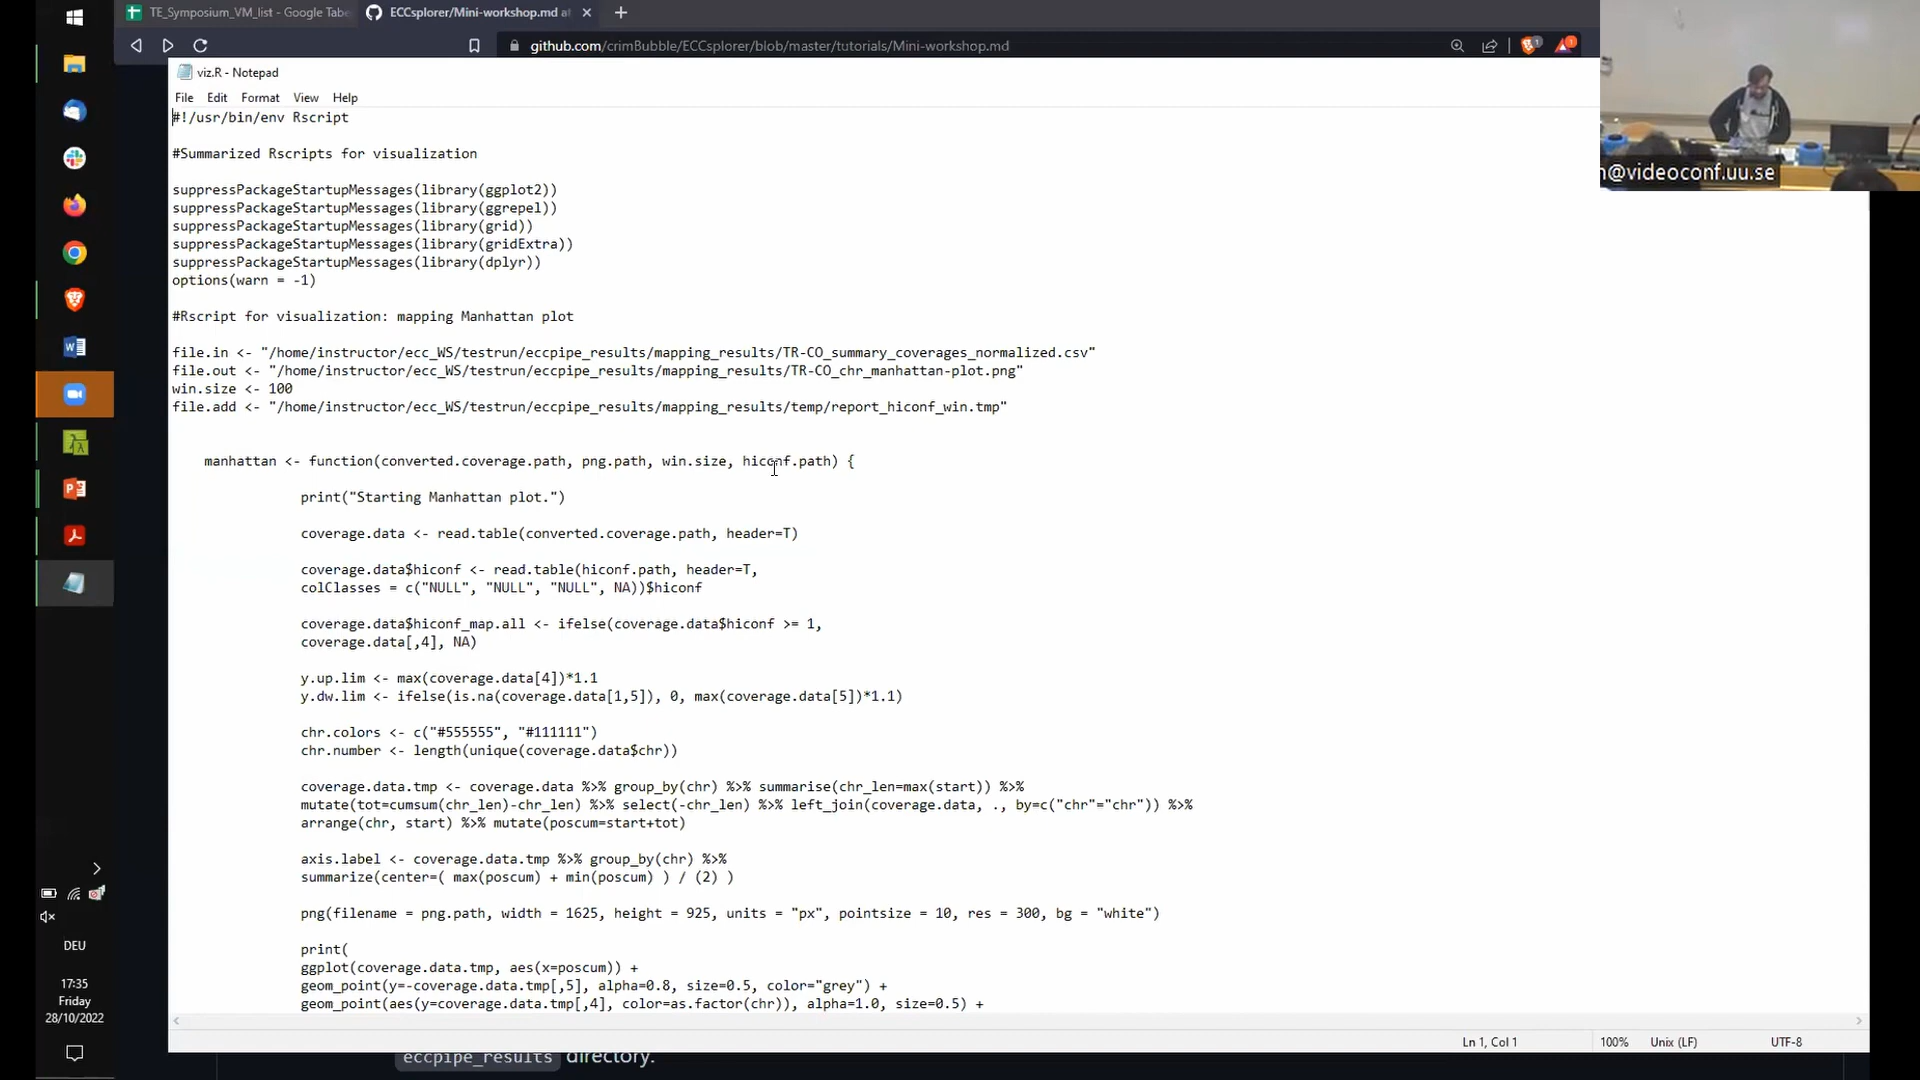 TE_Symposium_VM_list - Google Tabe
ECCsplorer/Mini-workshop.md a
github.com/crimBubble/ECCsplorer/blob/master/tutorials/Mini-workshop.md
1
1
viz.R - Notepad
File Edit Format View Help
#!/usr/bin/env Rscript
#Summarized Rscripts for visualization
suppressPackageStartupMessages(library(ggplot2))
suppressPackageStartupMessages(library(ggrepel))
suppressPackageStartupMessages(library(grid))
suppressPackageStartupMessages(library(gridExtra))
suppressPackageStartupMessages(library(dplyr))
options(warn = -1)
#Rscript for visualization: mapping Manhattan plot
file.in <- "/home/instructor/ecc_WS/testrun/eccpipe_results/mapping_results/TR-CO_summary_coverages_normalized.csv"
file.out <- "/home/instructor/ecc_WS/testrun/eccpipe_results/mapping_results/TR-CO_chr_manhattan-plot.png"
win.size <- 100
file.add <- "/home/instructor/ecc_WS/testrun/eccpipe_results/mapping_results/temp/report_hiconf_win.tmp"
manhattan <- function(converted.coverage.path, png.path, win.size, hiconf.path) {
print("Starting Manhattan plot.")
coverage.data <- read.table(converted.coverage.path, header=T)
coverage.data$hiconf <- read.table(hiconf.path, header=T,
colClasses = c("NULL", "NULL", "NULL", NA))$hiconf
coverage.data$hiconf_map.all <- ifelse(coverage.data$hiconf >= 1,
coverage.data[,4], NA)
y.up.lim <- max(coverage.data[4])*1.1
y.dw.lim <- ifelse(is.na(coverage.data[1,5]), 0, max(coverage.data[5])*1.1)
chr.colors <- c("#555555", "#111111")
chr.number <- length(unique(coverage.data$chr))
coverage.data.tmp <- coverage.data %>% group_by(chr) %>% summarise(chr_len=max(start)) %>%
mutate(tot=cumsum(chr_len)-chr_len) %>% select(-chr_len) %>% left_join(coverage.data, ., by=c("chr"="chr")) %>%
arrange(chr, start) %>% mutate(poscum=start+tot)
axis.label <- coverage.data.tmp %>% group_by(chr) %>%
summarize(center=( max(poscum) + min(poscum) ) / (2) )
png(filename = png.path, width = 1625, height = 925, units = "px", pointsize = 10, res = 300, bg = "white")
print(
ggplot(coverage.data.tmp, aes(x=poscum)) +
geom_point(y=-coverage.data.tmp[,5], alpha=0.8, size=0.5, color="grey") +
geom_point(aes(y=coverage.data.tmp[,4], color=as.factor(chr)), alpha=1.0, size=0.5) +
Ln 1, Col 1
100%
Unix (LF)
UTF-8
eccpipe_results directory.
DEU
17:35
Friday
28/10/2022
n@videoconf.uu.se